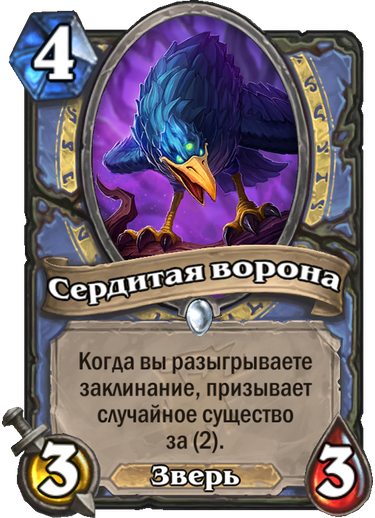 4
Сердитая ворона
Когда вы разыгрываете
заклинание, призывает
случайное существо
за (2).
3
Зверь
3